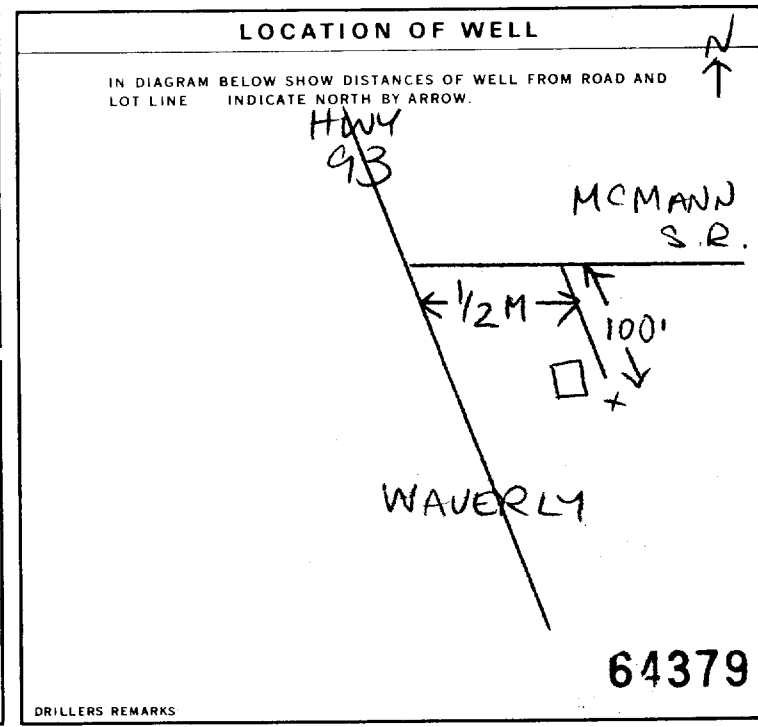 LOCATION OF WELL
N
IN DIAGRAM BELOW SHOW DISTANCES OF WELL FROM ROAD AND
LOT LINE INDICATE NORTH BY ARROW.
HWY
93
MCMANN
S.R.
1/2 M
100'
WAVERLY
64379
DRILLERS REMARKS